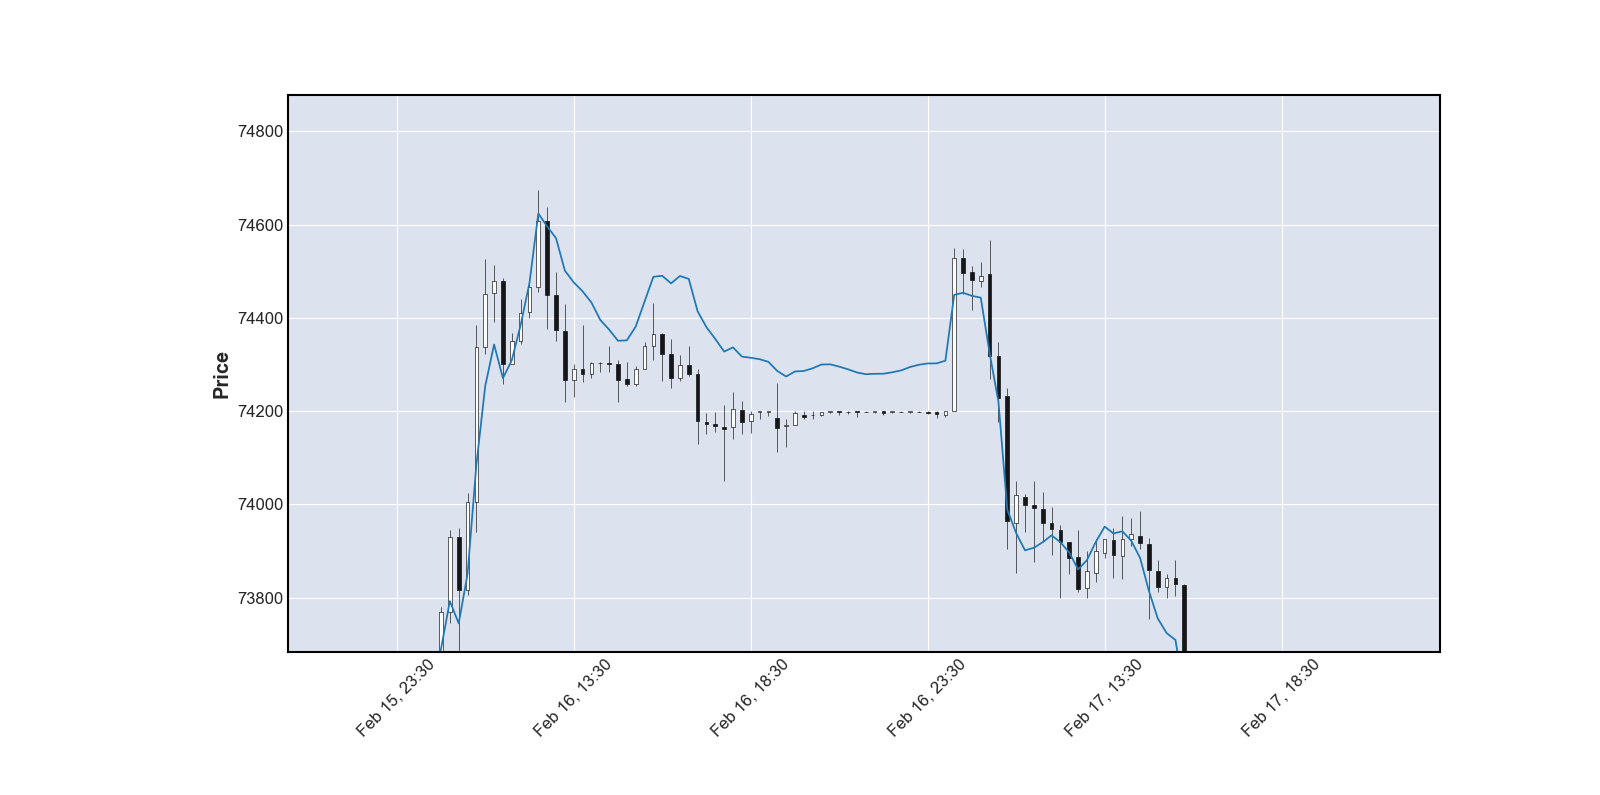 74800
74600
74400
74200
74000
73800
Price
Feb 15, 23:30
Feb 16, 13:30
Feb 16, 18:30
Feb 16, 23:30
Feb 17, 13:30
Feb 17, 18:30